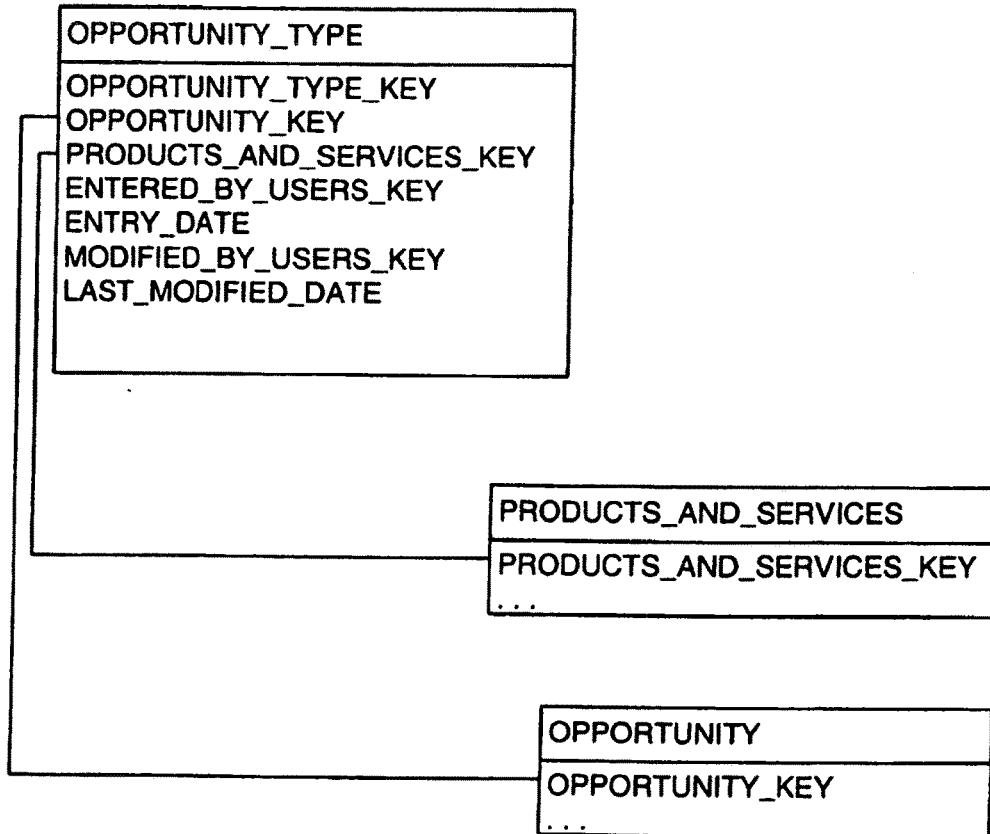 OPPORTUNITY_TYPE
OPPORTUNITY_TYPE_KEY
OPPORTUNITY_KEY
PRODUCTS_AND_SERVICES_KEY
ENTERED_BY_USERS_KEY
ENTRY_DATE
MODIFIED_BY_USERS_KEY
LAST_MODIFIED_DATE
PRODUCTS_AND_SERVICES
PRODUCTS_AND_SERVICES_KEY
. . .
OPPORTUNITY
OPPORTUNITY_KEY
. . .